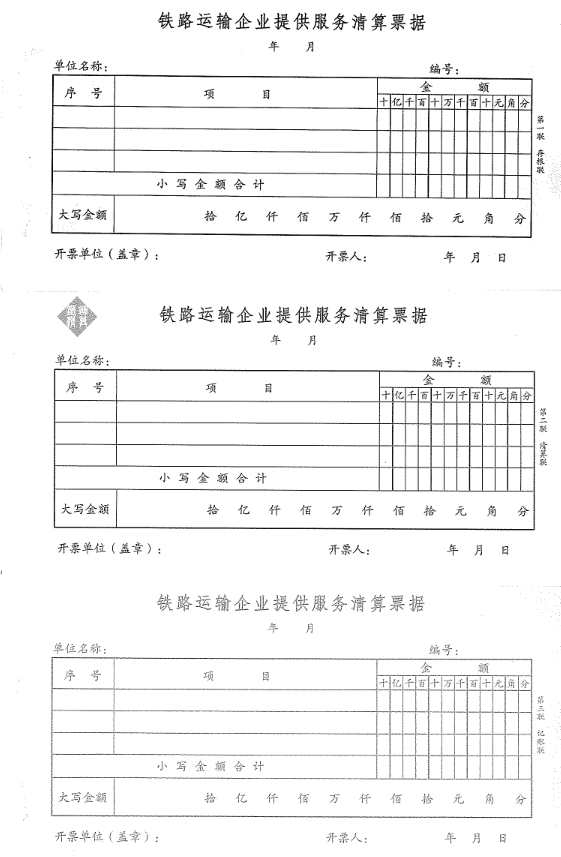 铁路运输企业提供服务清算票据
年 月
单位名称： 编号：
序 号 项 目 金 额
十 亿 千 百 十 万 千 百 十 元 角 分
小 写 金 额 合 计
大写金额 拾 亿 仟 佰 万 仟 佰 拾 元 角 分
第一联 存根联
开票单位（盖章）： 开票人： 年 月 日
铁路运输企业提供服务清算票据
年 月
单位名称： 编号：
序 号 项 目 金 额
十 亿 千 百 十 万 千 百 十 元 角 分
小 写 金 额 合 计
大写金额 拾 亿 仟 佰 万 仟 佰 拾 元 角 分
第二联 清算联
开票单位（盖章）： 开票人： 年 月 日
铁路运输企业提供服务清算票据
年 月
单位名称： 编号：
序 号 项 目 金 额
十 亿 千 百 十 万 千 百 十 元 角 分
小 写 金 额 合 计
大写金额 拾 亿 仟 佰 万 仟 佰 拾 元 角 分
第三联 记账联
开票单位（盖章）： 开票人： 年 月 日